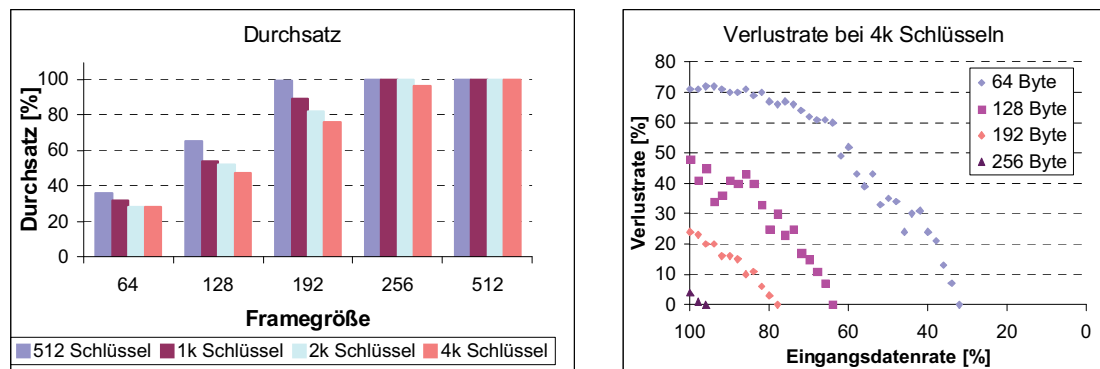 Durchsatz
Durchsatz [%]
100
80
60
40
20
0
64 128 192 256 512
Framegröße
512 Schlüssel 1k Schlüssel 2k Schlüssel 4k Schlüssel
Verlustrate bei 4k Schlüsseln
Verlustrate [%]
80
70
60
50
40
30
20
10
0
100 80 60 40 20 0
Eingangsdatenrate [%]
64 Byte
128 Byte
192 Byte
256 Byte